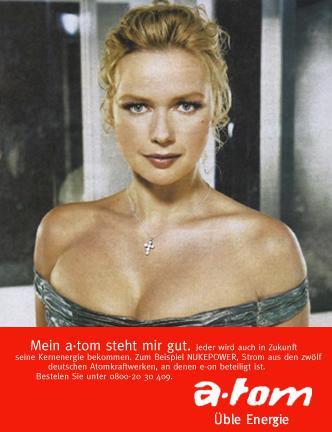 Mein a·tom steht mir gut. Jeder wird auch in Zukunft
seine Kernenergie bekommen. Zum Beispiel NUKEPOWER, Strom aus den zwölf
deutschen Atomkraftwerken, an denen e·on beteiligt ist.
Bestellen Sie unter 0800-20 30 409.
a·tom
Üble Energie